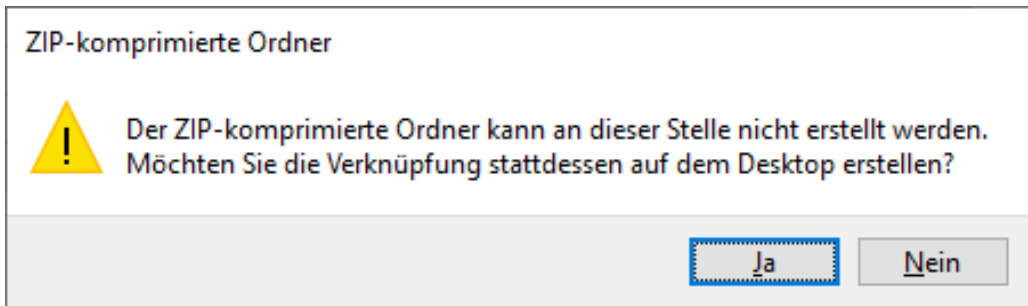 ZIP-komprimierte Ordner
!
Der ZIP-komprimierte Ordner kann an dieser Stelle nicht erstellt werden.
Möchten Sie die Verknüpfung stattdessen auf dem Desktop erstellen?
Ja
Nein